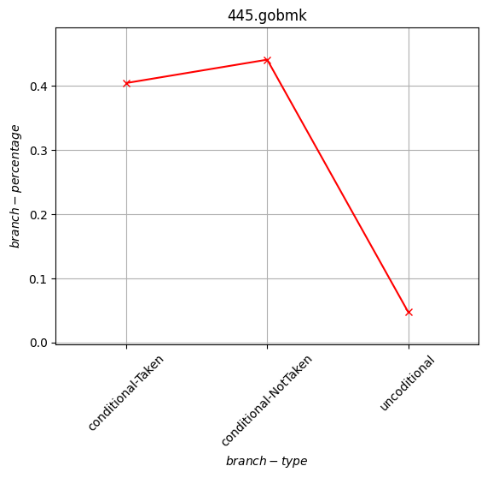 445.gobmk
branch - percentage
0.4
0.3
0.2
0.1
0.0
conditional-Taken
conditional-NotTaken
uncoditional
branch - type